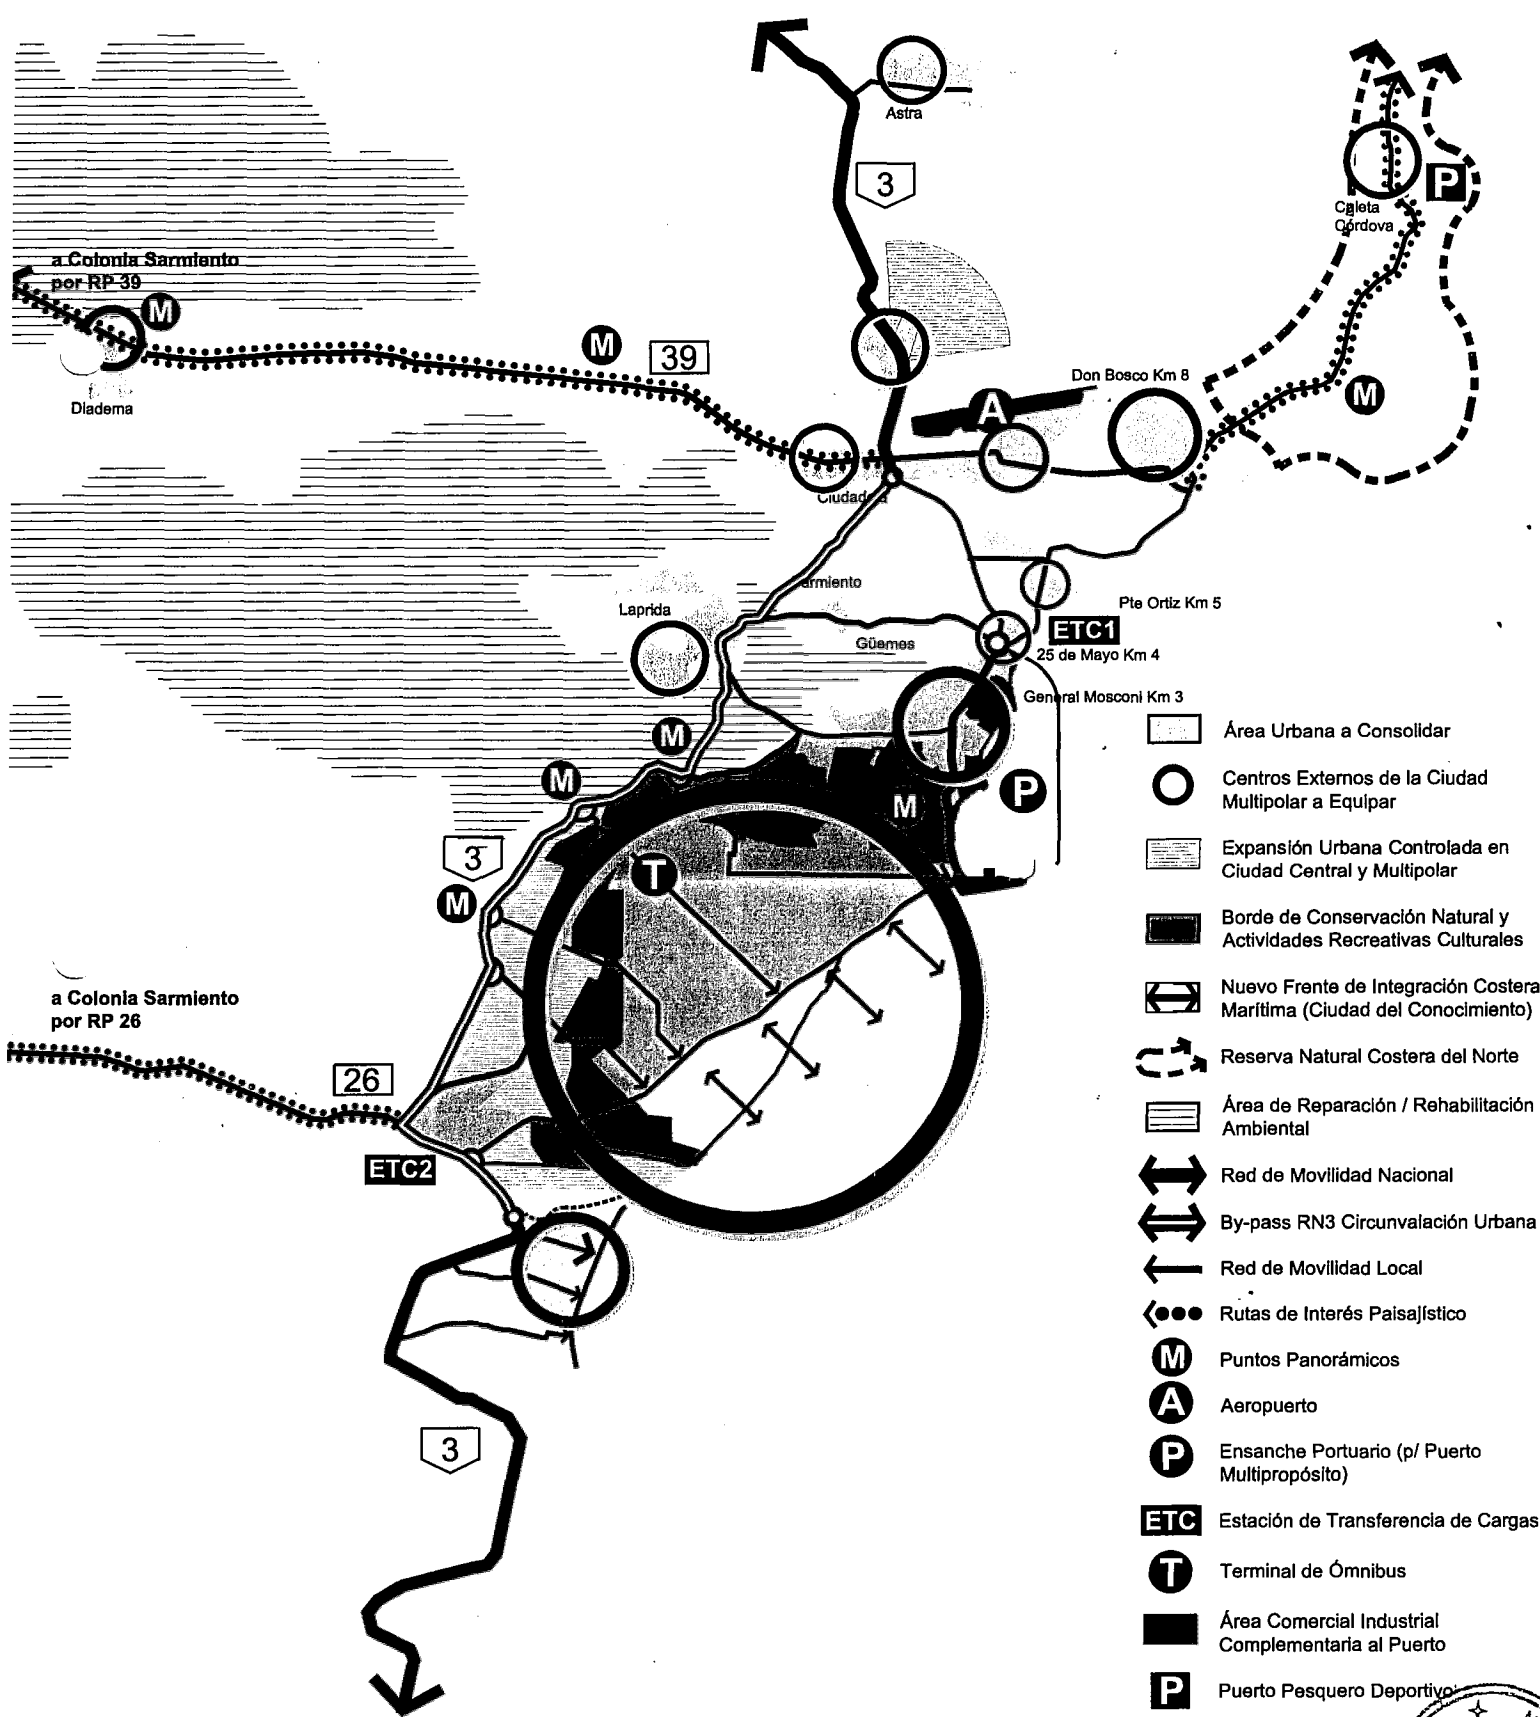 Astra
3
P
Caleta
Córdova
a Colonia Sarmiento
por RP 39
M
M
39
Diadema
Don Bosco Km 8
A
M
Ciudadela
Sarmiento
Laprida
Pte Ortiz Km 5
ETC1
Güemes
25 de Mayo Km 4
General Mosconi Km 3
M
M
P
M
3
T
M
a Colonia Sarmiento
por RP 26
26
ETC2
3
Área Urbana a Consolidar
Centros Externos de la Ciudad
Multipolar a Equipar
Expansión Urbana Controlada en
Ciudad Central y Multipolar
Borde de Conservación Natural y
Actividades Recreativas Culturales
Nuevo Frente de Integración Costera
Marítima (Ciudad del Conocimiento)
Reserva Natural Costera del Norte
Área de Reparación / Rehabilitación
Ambiental
Red de Movilidad Nacional
By-pass RN3 Circunvalación Urbana
Red de Movilidad Local
Rutas de Interés Paisajístico
M Puntos Panorámicos
A Aeropuerto
P Ensanche Portuario (p/ Puerto
Multipropósito)
ETC Estación de Transferencia de Cargas
T Terminal de Ómnibus
Área Comercial Industrial
Complementaria al Puerto
P Puerto Pesquero Deportivo